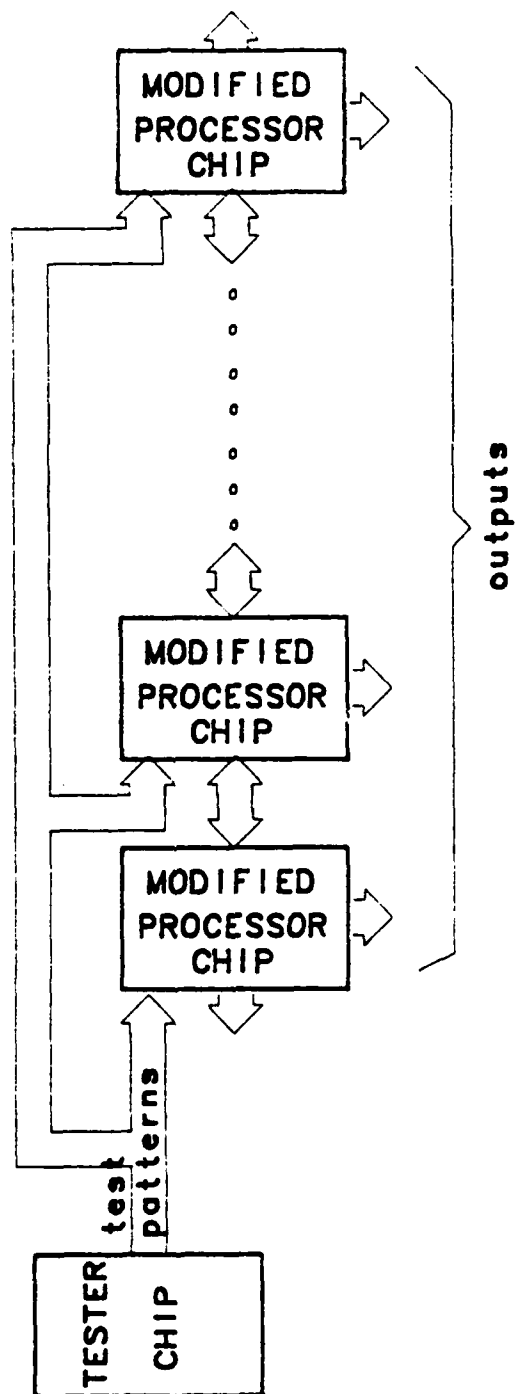 MODIFIED
PROCESSOR
CHIP
MODIFIED
PROCESSOR
CHIP
MODIFIED
PROCESSOR
CHIP
outputs
test
patterns
TESTER
CHIP